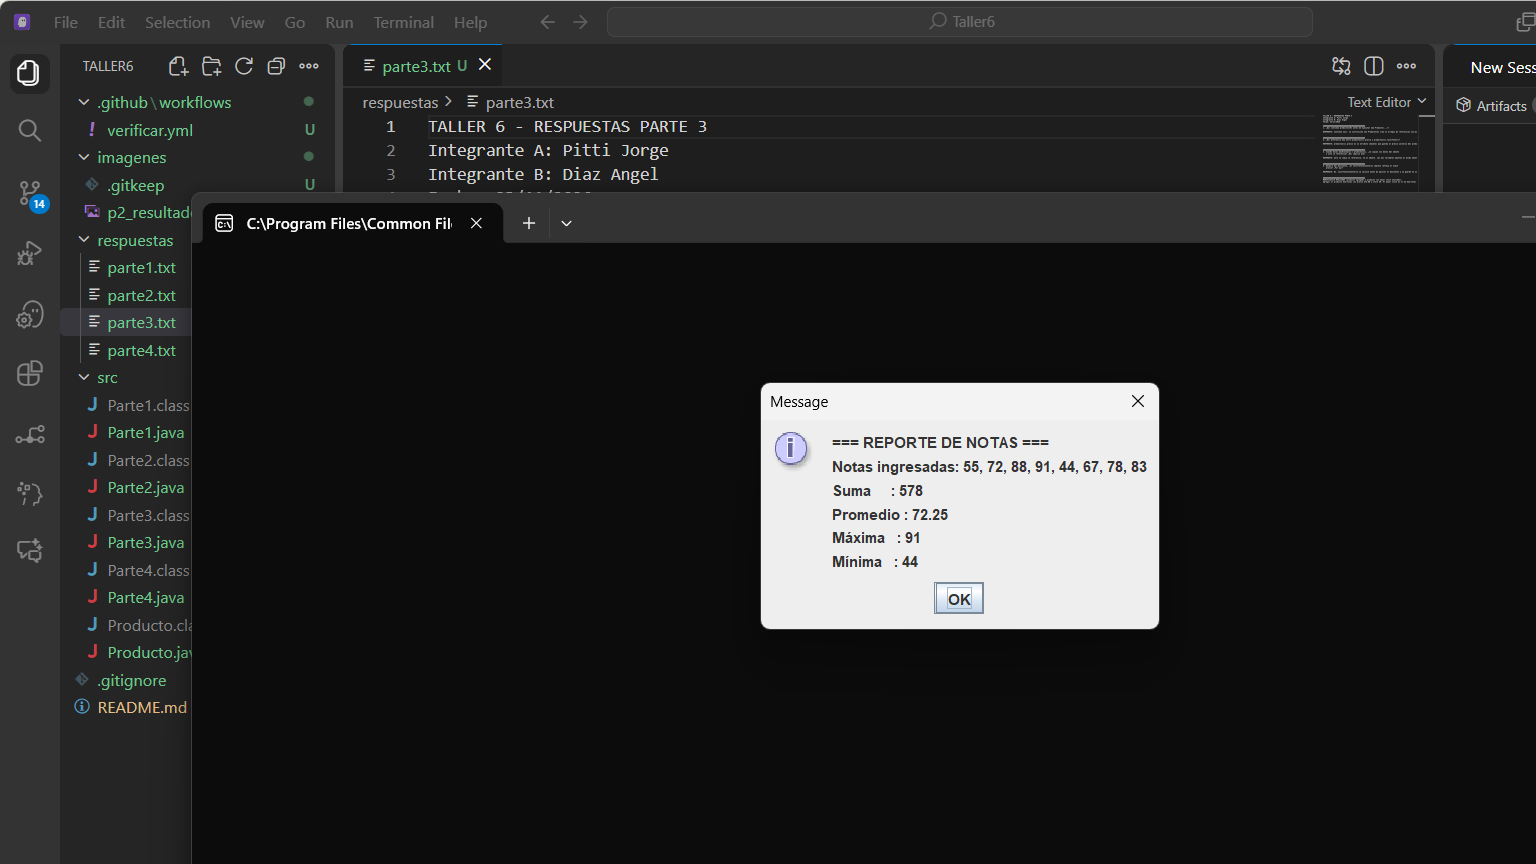 File Edit Selection View Go Run Terminal Help
Taller6
TALLER6
parte3.txt U
New Sess
.github\workflows
respuestas
parte3.txt
Text Editor
Artifacts
verificar.yml U
1 TALLER 6 - RESPUESTAS PARTE 3
imagenes
2 Integrante A: Pitti Jorge
.gitkeep U
3 Integrante B: Diaz Angel
14
p2_resultad
C:\Program Files\Common Fil
respuestas
parte1.txt
parte2.txt
parte3.txt
parte4.txt
src
Parte1.class
Parte1.java
Parte2.class
Parte2.java
Parte3.class
Parte3.java
Parte4.class
Parte4.java
Producto.cla
Producto.jav
.gitignore
README.md
Message
=== REPORTE DE NOTAS ===
Notas ingresadas: 55, 72, 88, 91, 44, 67, 78, 83
Suma : 578
Promedio : 72.25
Máxima : 91
Mínima : 44
OK